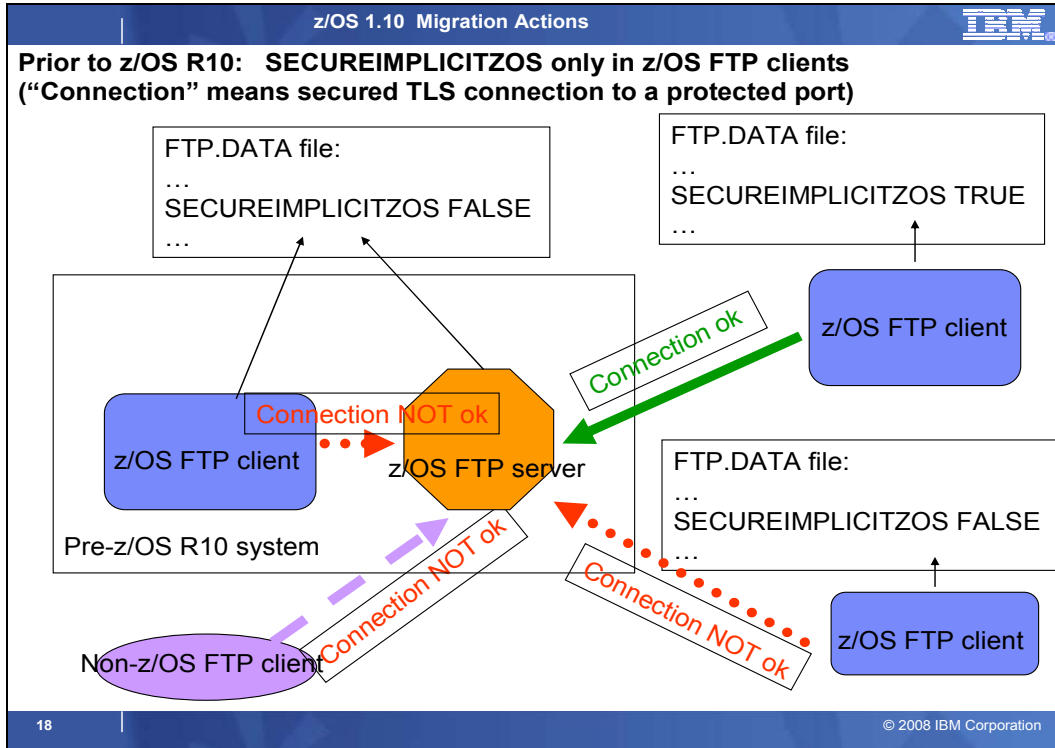 z/OS 1.10 Migration Actions
IBM®
Prior to z/OS R10: SECUREIMPLICITZOS only in z/OS FTP clients
(“Connection” means secured TLS connection to a protected port)
FTP.DATA file:
…
SECUREIMPLICITZOS FALSE
…
FTP.DATA file:
…
SECUREIMPLICITZOS TRUE
…
z/OS FTP client
Connection ok
Connection NOT ok
z/OS FTP client
z/OS FTP server
FTP.DATA file:
…
SECUREIMPLICITZOS FALSE
…
Pre-z/OS R10 system
Connection NOT ok
Connection NOT ok
Non-z/OS FTP client
z/OS FTP client
18
© 2008 IBM Corporation